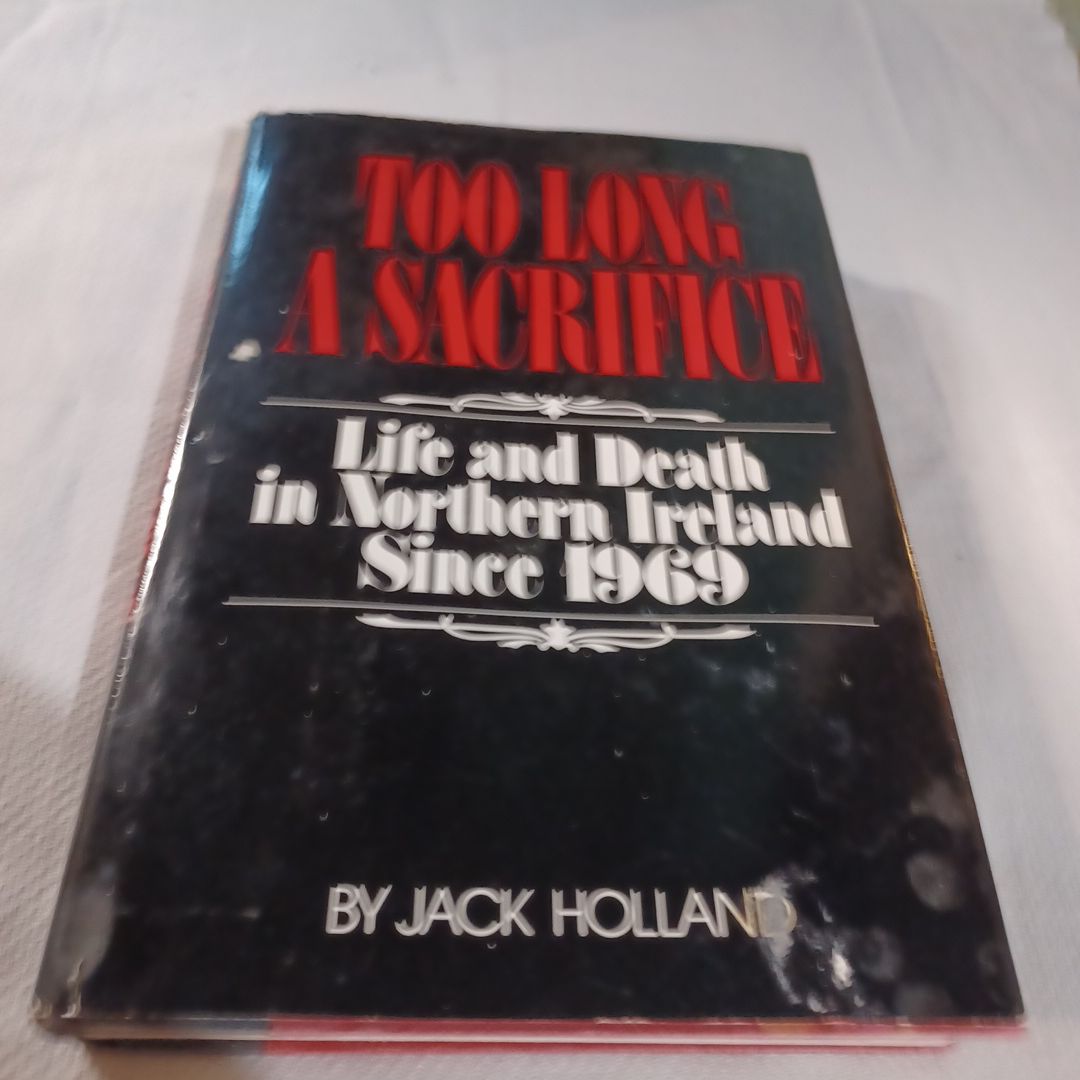 TOO LONG
A SACRIFICE
Life and Death
in Northern Ireland
Since 1969
BY JACK HOLLAND